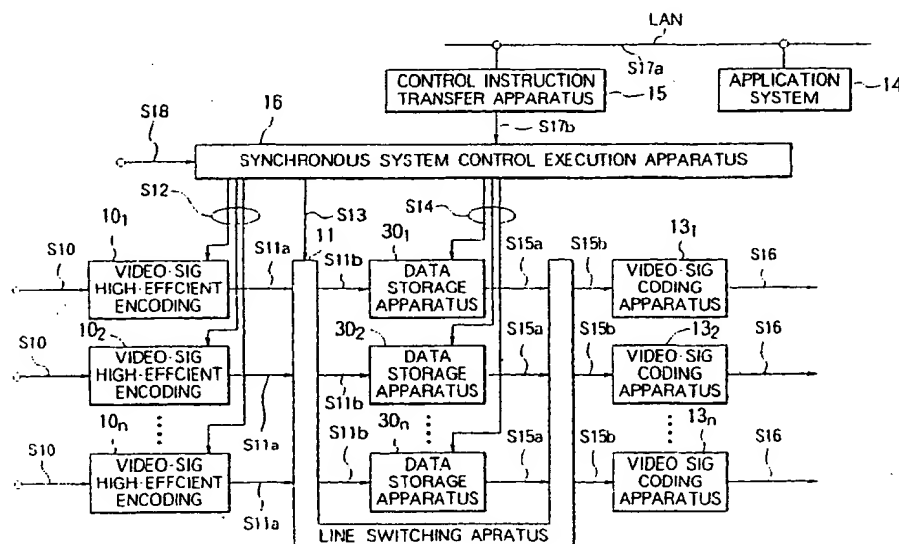 LAN
S17a
CONTROL INSTRUCTION
TRANSFER APPARATUS
15
APPLICATION
SYSTEM
14
S17b
16
S18
SYNCHRONOUS SYSTEM CONTROL EXECUTION APPARATUS
S12
S13
S14
10₁
11
30₁
13₁
S10
VIDEO·SIG
HIGH·EFFCIENT
ENCODING
S11a
S11b
DATA
STORAGE
APPARATUS
S15a
S15b
VIDEO·SIG
CODING
APPARATUS
S16
10₂
30₂
13₂
S10
VIDEO·SIG
HIGH·EFFCIENT
ENCODING
S11a
S11b
DATA
STORAGE
APPARATUS
S15a
S15b
VIDEO·SIG
CODING
APPARATUS
S16
10n
30n
13n
S10
VIDEO·SIG
HIGH·EFFCIENT
ENCODING
S11a
S11b
DATA
STORAGE
APPARATUS
S15a
S15b
VIDEO SIG
CODING
APPARATUS
S16
LINE SWITCHING APRATUS